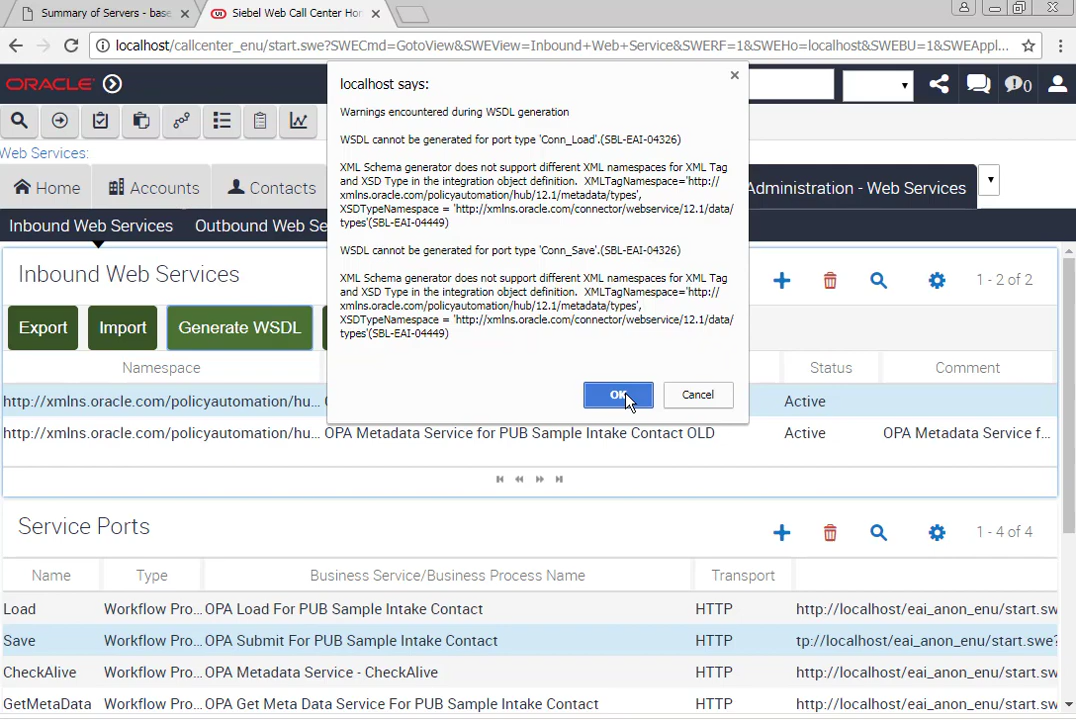 Summary of Servers - base
Siebel Web Call Center Hom
localhost/callcenter_enu/start.swe?SWECmd=GotoView&SWEView=Inbound+Web+Service&SWERF=1&SWEHo=localhost&SWEBU=1&SWEAppl...
ORACLE
0
Web Services:
Home
Accounts
Contacts
Administration - Web Services
Inbound Web Services
Outbound Web Se
localhost says:
Warnings encountered during WSDL generation
WSDL cannot be generated for port type 'Conn_Load'.(SBL-EAI-04326)
XML Schema generator does not support different XML namespaces for XML Tag
and XSD Type in the integration object definition. XMLTagNamespace='http://
xmlns.oracle.com/policyautomation/hub/12.1/metadata/types',
XSDTypeNamespace = 'http://xmlns.oracle.com/connector/webservice/12.1/data/
types'(SBL-EAI-04449)
WSDL cannot be generated for port type 'Conn_Save'.(SBL-EAI-04326)
XML Schema generator does not support different XML namespaces for XML Tag
and XSD Type in the integration object definition. XMLTagNamespace='http://
xmlns.oracle.com/policyautomation/hub/12.1/metadata/types',
XSDTypeNamespace = 'http://xmlns.oracle.com/connector/webservice/12.1/data/
types'(SBL-EAI-04449)
OK
Cancel
Inbound Web Services
1 - 2 of 2
Export
Import
Generate WSDL
Namespace
Status
Comment
http://xmlns.oracle.com/policyautomation/hu...
Active
http://xmlns.oracle.com/policyautomation/hu... OPA Metadata Service for PUB Sample Intake Contact OLD Active OPA Metadata Service f...
Service Ports
1 - 4 of 4
Name Type Business Service/Business Process Name Transport
Load Workflow Pro... OPA Load For PUB Sample Intake Contact HTTP http://localhost/eai_anon_enu/start.sw
Save Workflow Pro... OPA Submit For PUB Sample Intake Contact HTTP tp://localhost/eai_anon_enu/start.swe?
CheckAlive Workflow Pro... OPA Metadata Service - CheckAlive HTTP http://localhost/eai_anon_enu/start.sw
GetMetaData Workflow Pro... OPA Get Meta Data Service For PUB Sample Intake Contact HTTP http://localhost/eai_anon_enu/start.sw